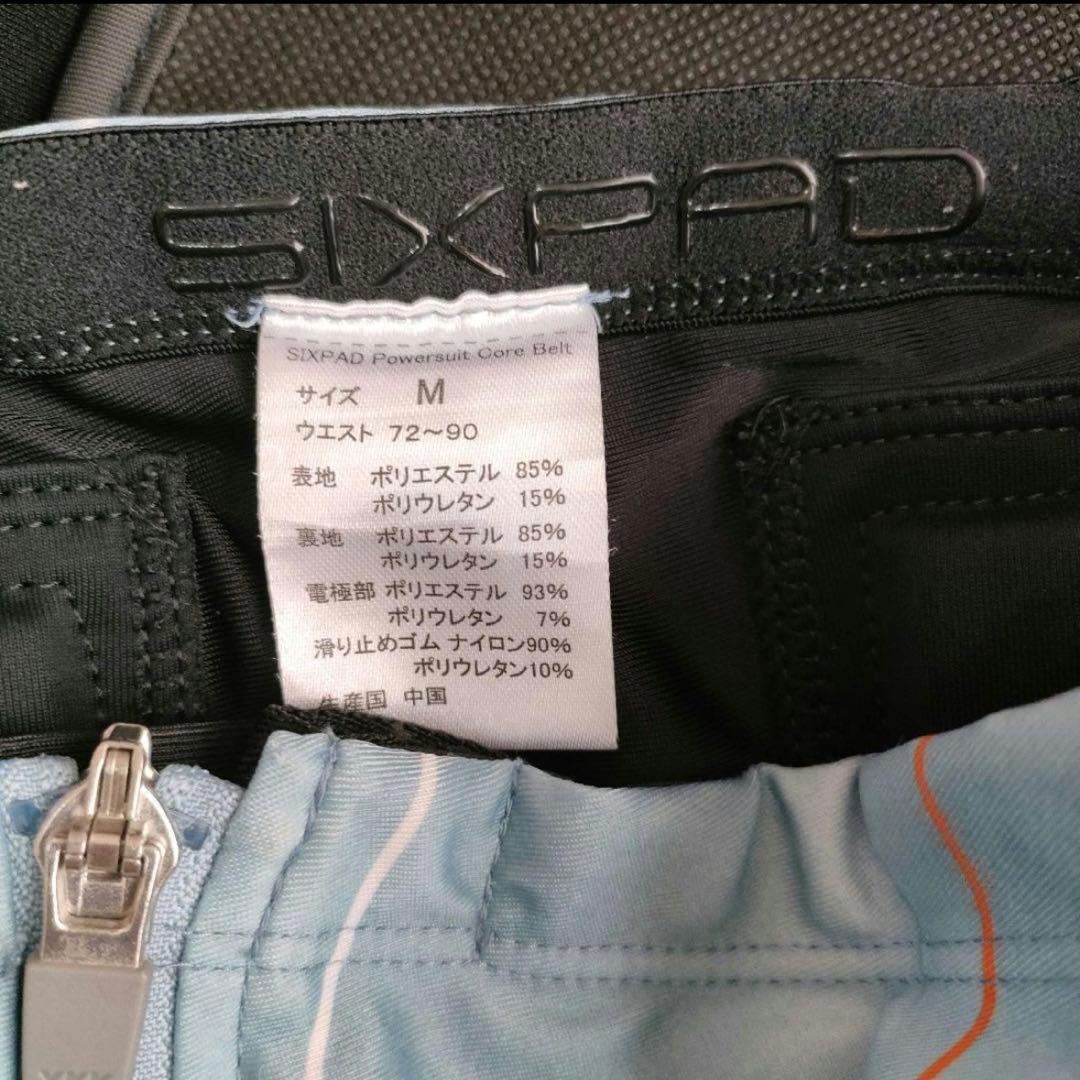 SIXPAD
SIXPAD Powersuit Core Belt
サイズ M
ウエスト 72～90
表地 ポリエステル 85%
ポリウレタン 15%
裏地 ポリエステル 85%
ポリウレタン 15%
電極部 ポリエステル 93%
ポリウレタン 7%
滑り止めゴム ナイロン90%
ポリウレタン10%
生産国 中国